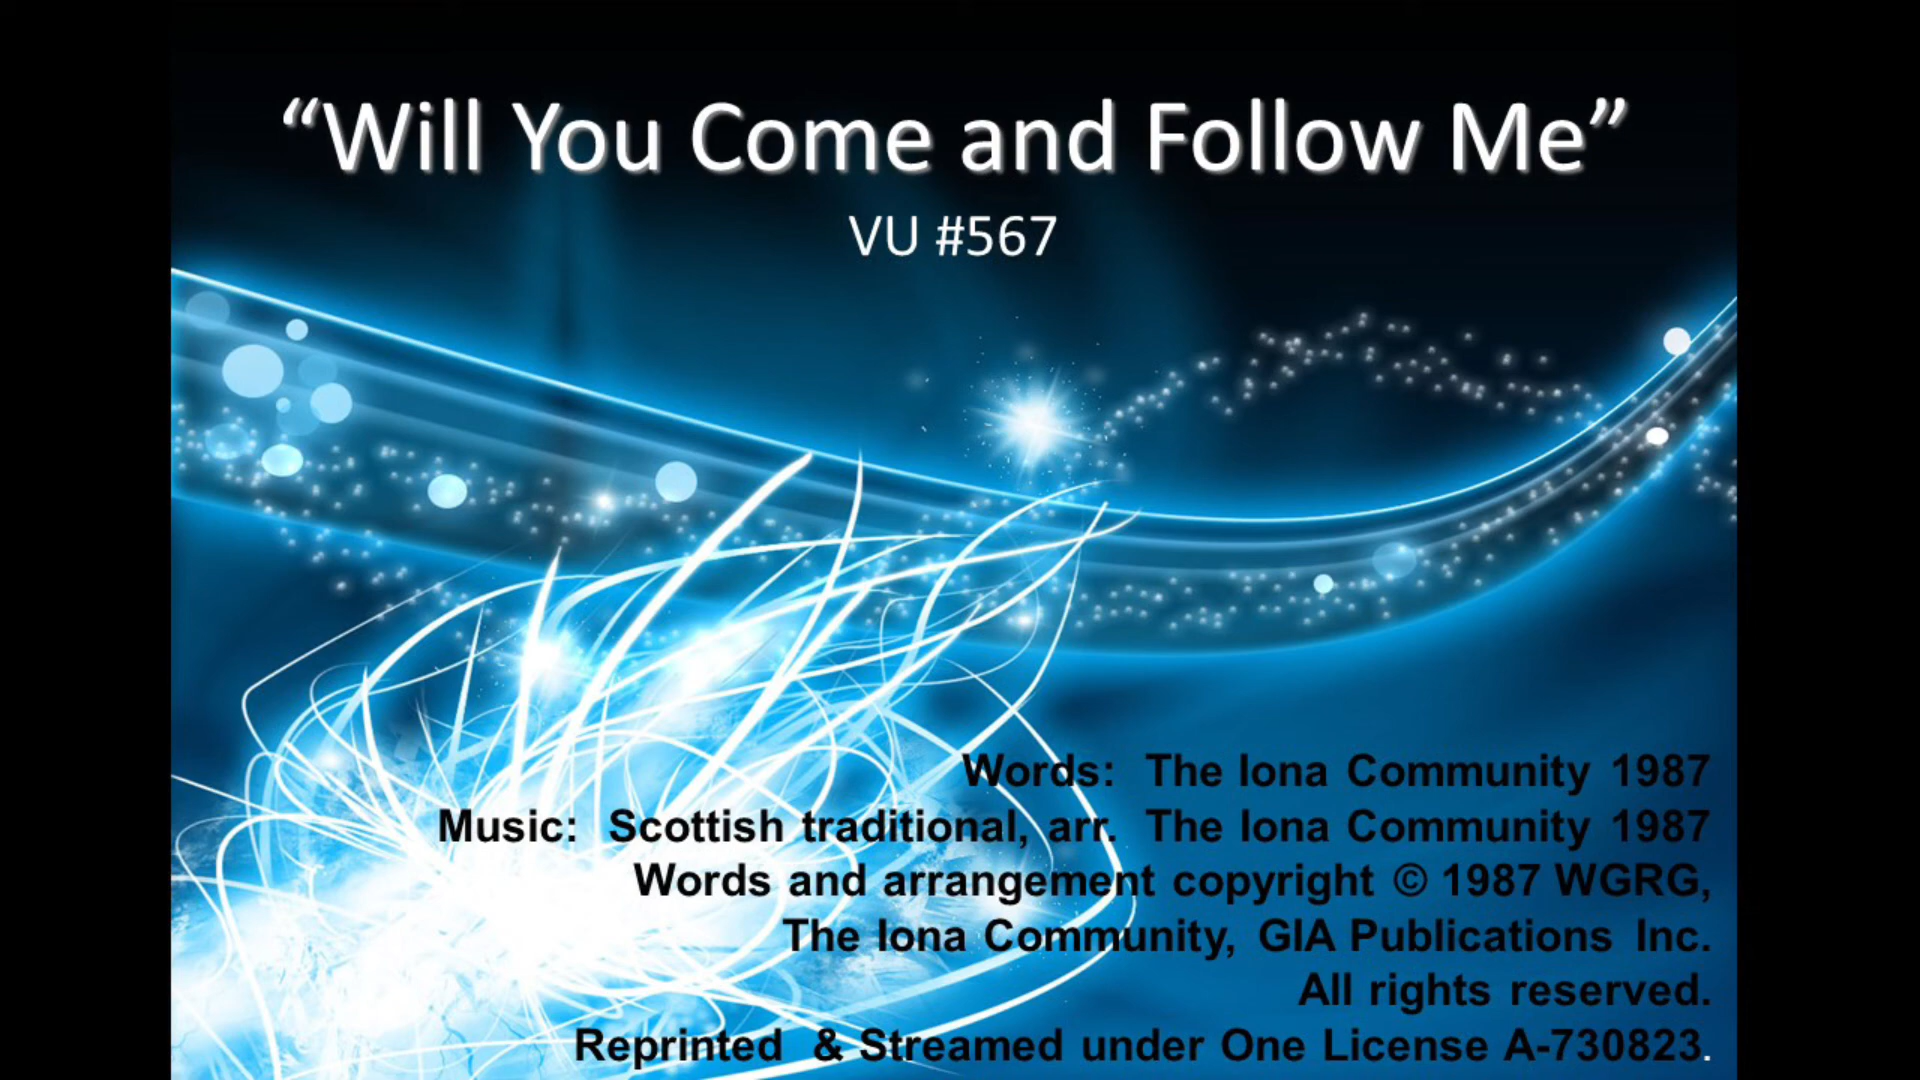 “Will You Come and Follow Me”
VU #567
Words: The Iona Community 1987
Music: Scottish traditional, arr. The Iona Community 1987
Words and arrangement copyright © 1987 WGRG,
The Iona Community, GIA Publications Inc.
All rights reserved.
Reprinted & Streamed under One License A-730823.